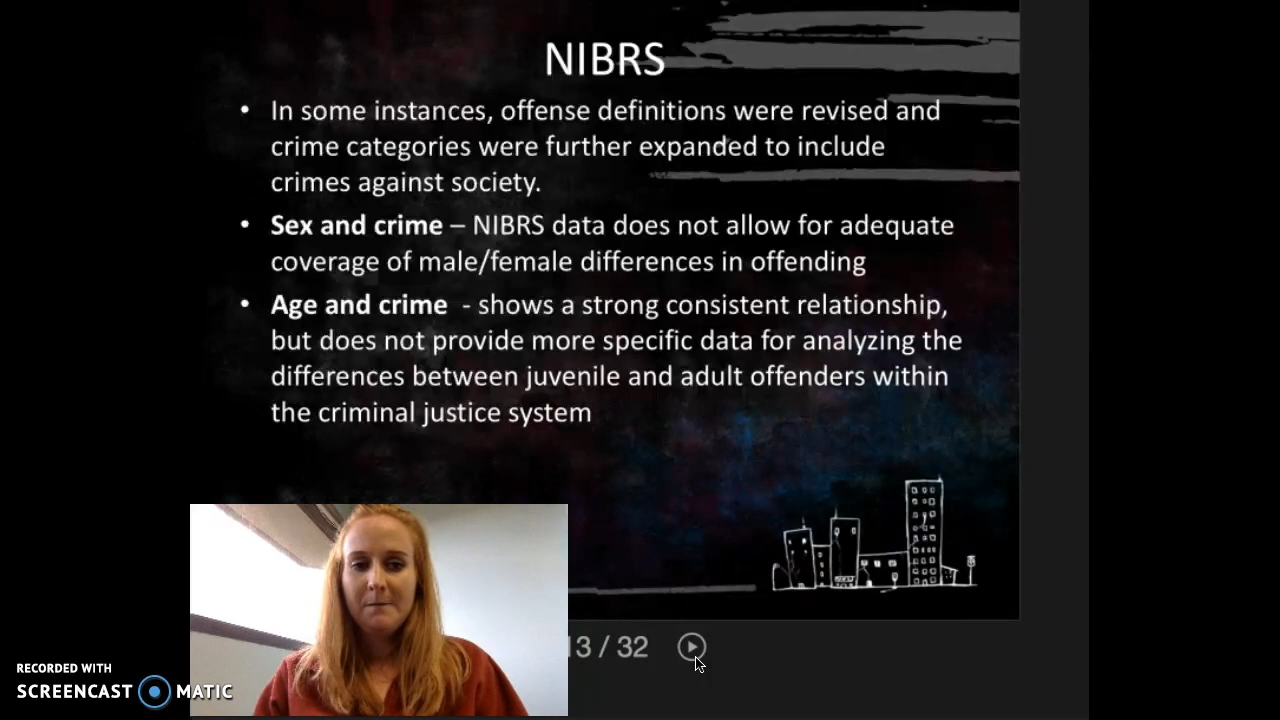 NIBRS
• In some instances, offense definitions were revised and
crime categories were further expanded to include
crimes against society.
• Sex and crime – NIBRS data does not allow for adequate
coverage of male/female differences in offending
• Age and crime - shows a strong consistent relationship,
but does not provide more specific data for analyzing the
differences between juvenile and adult offenders within
the criminal justice system
13 / 32
RECORDED WITH
SCREENCAST MATIC